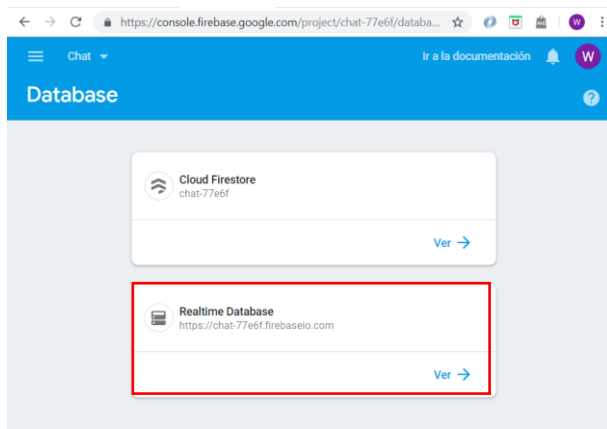 https://console.firebase.google.com/project/chat-77e6f/databa...
W
Chat
Ir a la documentación
W
Database
Cloud Firestore
chat-77e6f
Ver
Realtime Database
https://chat-77e6f.firebaseio.com
Ver